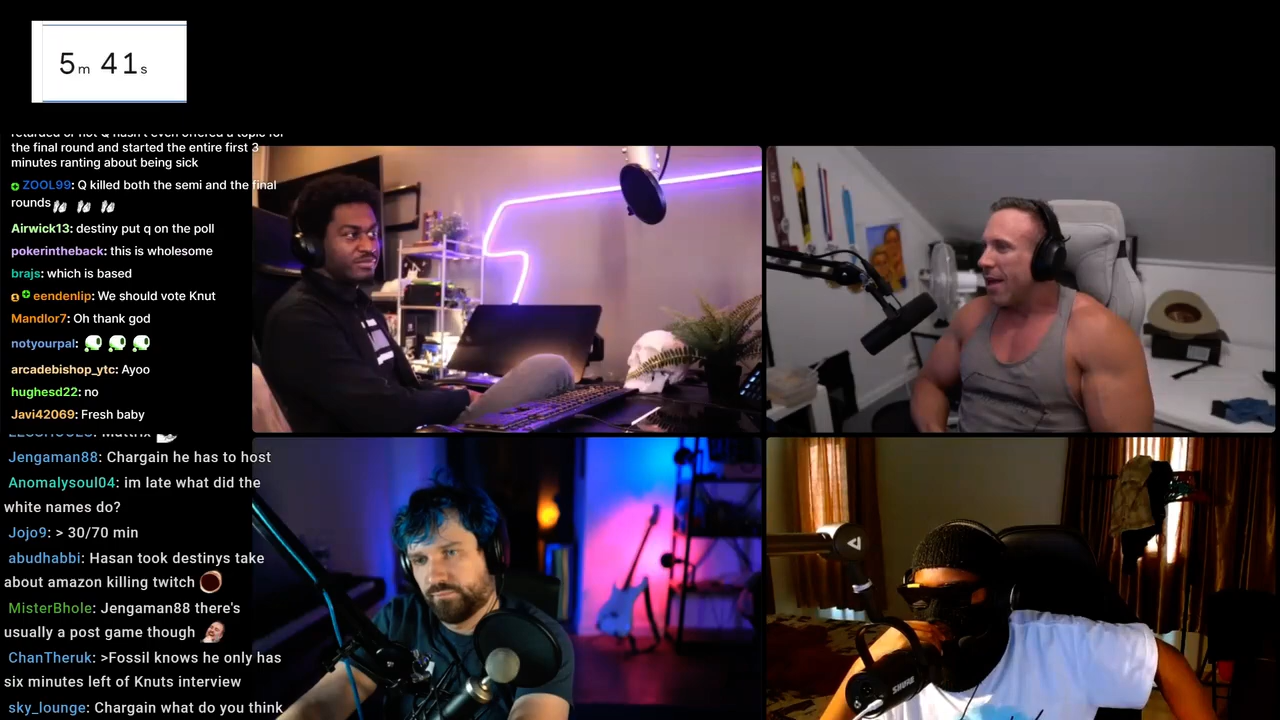 5m 41s
the final round and started the entire first 3
minutes ranting about being sick
ZOOL99: Q killed both the semi and the final
rounds
Airwick13: destiny put q on the poll
pokerintheback: this is wholesome
brajs: which is based
eendenlip: We should vote Knut
Mandlor7: Oh thank god
notyourpal:
arcadebishop_ytc: Ayoo
hughesd22: no
Javi42069: Fresh baby
Jengaman88: Chargain he has to host
Anomalysoul04: im late what did the
white names do?
Jojo9: > 30/70 min
abudhabbi: Hasan took destinys take
about amazon killing twitch
MisterBhole: Jengaman88 there's
usually a post game though
ChanTheruk: >Fossil knows he only has
six minutes left of Knuts interview
sky_lounge: Chargain what do you think
SHURE